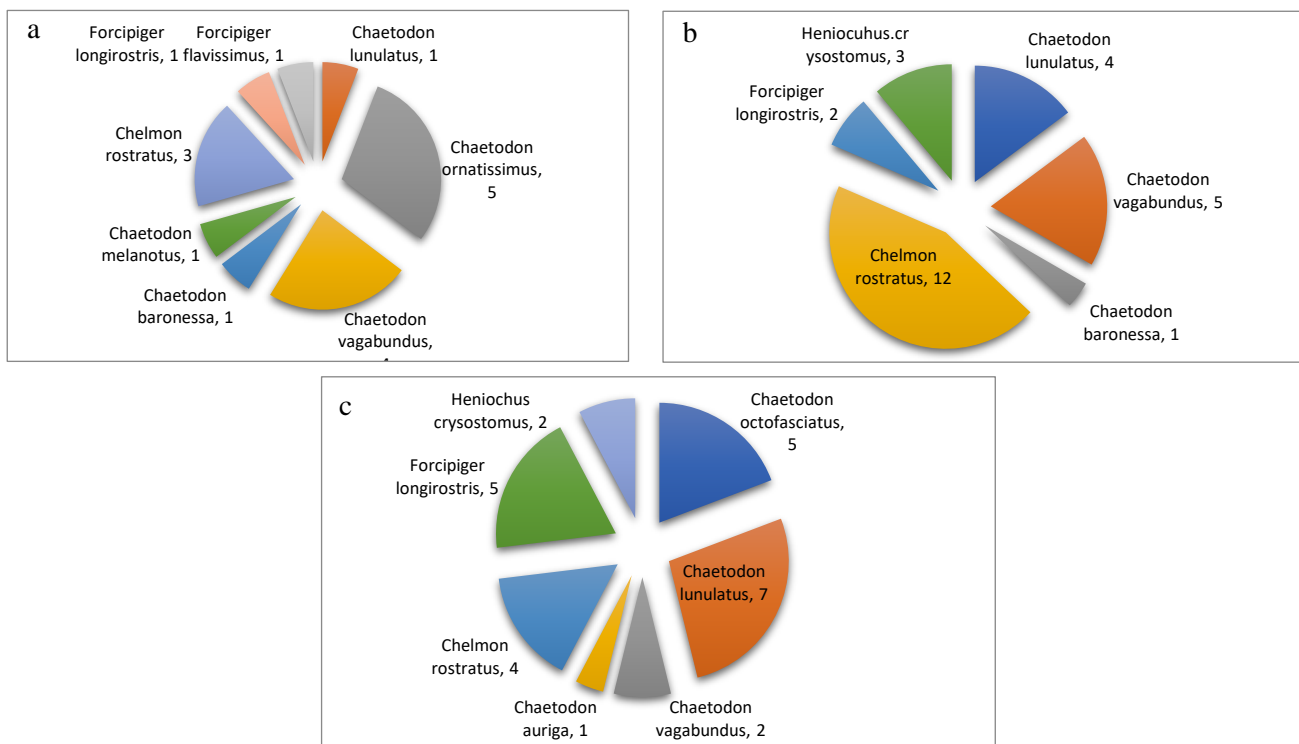 a
Forcipiger
longirostris, 1
Forcipiger
flavissimus, 1
Chaetodon
lunulatus, 1
Chaetodon
ornatissimus,
5
Chelmon
rostratus, 3
Chaetodon
melanotus, 1
Chaetodon
baronessa, 1
Chaetodon
vagabundus,
b
Heniocuhus.cr
ysostomus, 3
Chaetodon
lunulatus, 4
Forcipiger
longirostris, 2
Chaetodon
vagabundus, 5
Chelmon
rostratus, 12
Chaetodon
baronessa, 1
c
Heniochus
crysostomus, 2
Chaetodon
octofasciatus,
5
Forcipiger
longirostris, 5
Chaetodon
lunulatus, 7
Chelmon
rostratus, 4
Chaetodon
auriga, 1
Chaetodon
vagabundus, 2